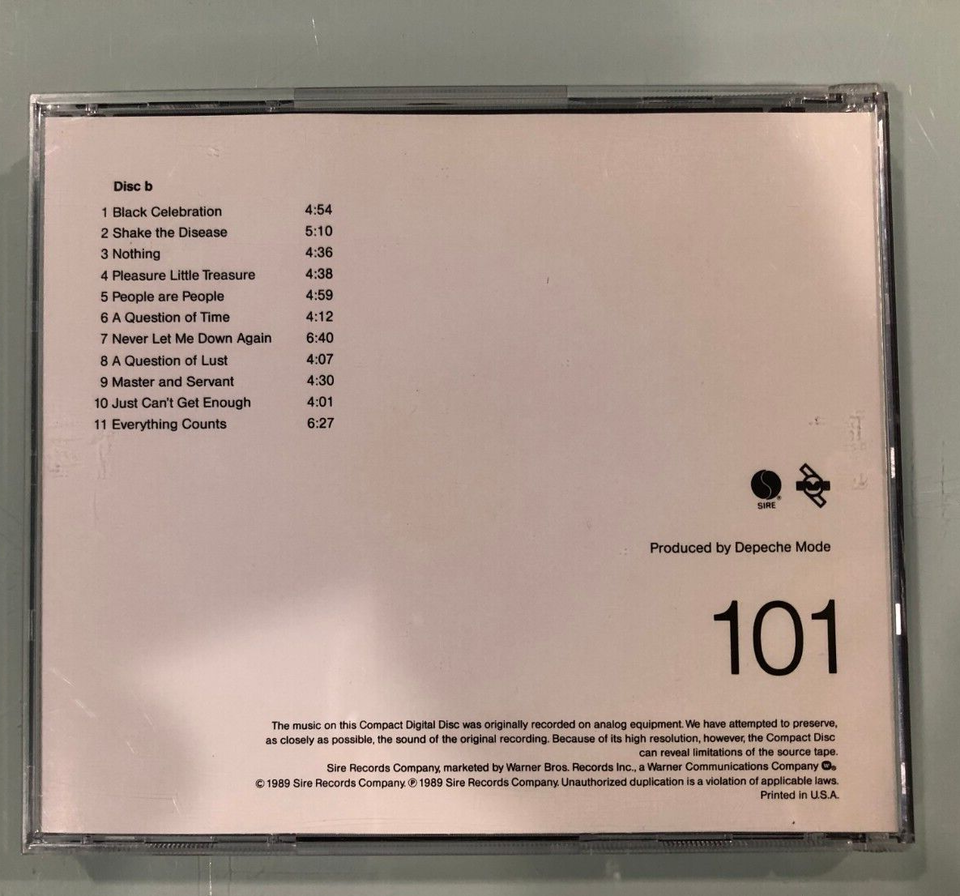 Disc b
1 Black Celebration 4:54
2 Shake the Disease 5:10
3 Nothing 4:36
4 Pleasure Little Treasure 4:38
5 People are People 4:59
6 A Question of Time 4:12
7 Never Let Me Down Again 6:40
8 A Question of Lust 4:07
9 Master and Servant 4:30
10 Just Can't Get Enough 4:01
11 Everything Counts 6:27
SIRE ®
Produced by Depeche Mode
101
The music on this Compact Digital Disc was originally recorded on analog equipment. We have attempted to preserve,
as closely as possible, the sound of the original recording. Because of its high resolution, however, the Compact Disc
can reveal limitations of the source tape.
Sire Records Company, marketed by Warner Bros. Records Inc., a Warner Communications Company
© 1989 Sire Records Company. ℗ 1989 Sire Records Company. Unauthorized duplication is a violation of applicable laws.
Printed in U.S.A.